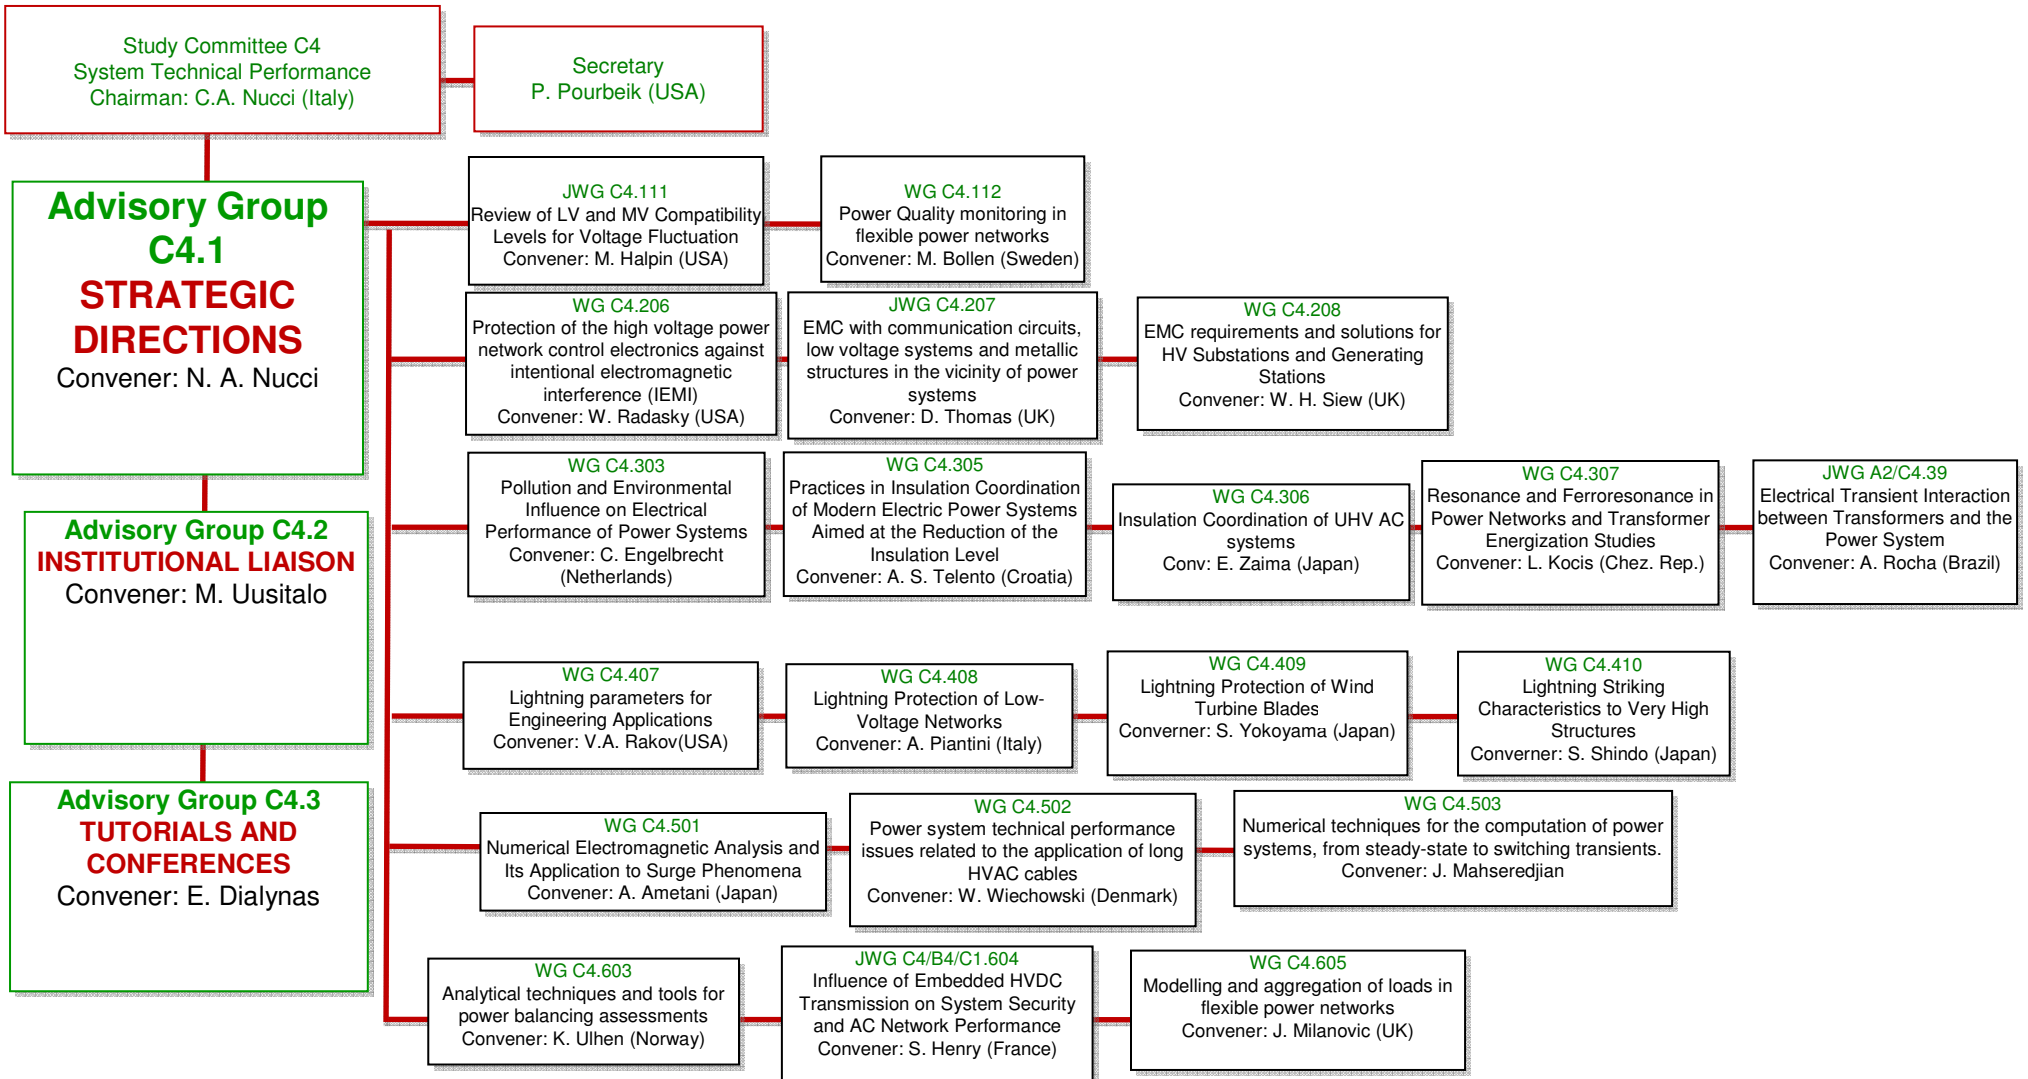 Study Committee C4
System Technical Performance
Chairman: C.A. Nucci (Italy)
Secretary
P. Pourbeik (USA)
Advisory Group
C4.1
STRATEGIC
DIRECTIONS
Convener: N. A. Nucci
Advisory Group C4.2
INSTITUTIONAL LIAISON
Convener: M. Uusitalo
Advisory Group C4.3
TUTORIALS AND
CONFERENCES
Convener: E. Dialynas
JWG C4.111
Review of LV and MV Compatibility
Levels for Voltage Fluctuation
Convener: M. Halpin (USA)
WG C4.112
Power Quality monitoring in
flexible power networks
Convener: M. Bollen (Sweden)
WG C4.206
Protection of the high voltage power
network control electronics against
intentional electromagnetic
interference (IEMI)
Convener: W. Radasky (USA)
JWG C4.207
EMC with communication circuits,
low voltage systems and metallic
structures in the vicinity of power
systems
Convener: D. Thomas (UK)
WG C4.208
EMC requirements and solutions for
HV Substations and Generating
Stations
Convener: W. H. Siew (UK)
WG C4.303
Pollution and Environmental
Influence on Electrical
Performance of Power Systems
Convener: C. Engelbrecht
(Netherlands)
WG C4.305
Practices in Insulation Coordination
of Modern Electric Power Systems
Aimed at the Reduction of the
Insulation Level
Convener: A. S. Telento (Croatia)
WG C4.306
Insulation Coordination of UHV AC
systems
Conv: E. Zaima (Japan)
WG C4.307
Resonance and Ferroresonance in
Power Networks and Transformer
Energization Studies
Convener: L. Kocis (Chez. Rep.)
JWG A2/C4.39
Electrical Transient Interaction
between Transformers and the
Power System
Convener: A. Rocha (Brazil)
WG C4.407
Lightning parameters for
Engineering Applications
Convener: V.A. Rakov(USA)
WG C4.408
Lightning Protection of Low-
Voltage Networks
Convener: A. Piantini (Italy)
WG C4.409
Lightning Protection of Wind
Turbine Blades
Converner: S. Yokoyama (Japan)
WG C4.410
Lightning Striking
Characteristics to Very High
Structures
Converner: S. Shindo (Japan)
WG C4.501
Numerical Electromagnetic Analysis and
Its Application to Surge Phenomena
Convener: A. Ametani (Japan)
WG C4.502
Power system technical performance
issues related to the application of long
HVAC cables
Convener: W. Wiechowski (Denmark)
WG C4.503
Numerical techniques for the computation of power
systems, from steady-state to switching transients.
Convener: J. Mahseredjian
WG C4.603
Analytical techniques and tools for
power balancing assessments
Convener: K. Ulhen (Norway)
JWG C4/B4/C1.604
Influence of Embedded HVDC
Transmission on System Security
and AC Network Performance
Convener: S. Henry (France)
WG C4.605
Modelling and aggregation of loads in
flexible power networks
Convener: J. Milanovic (UK)